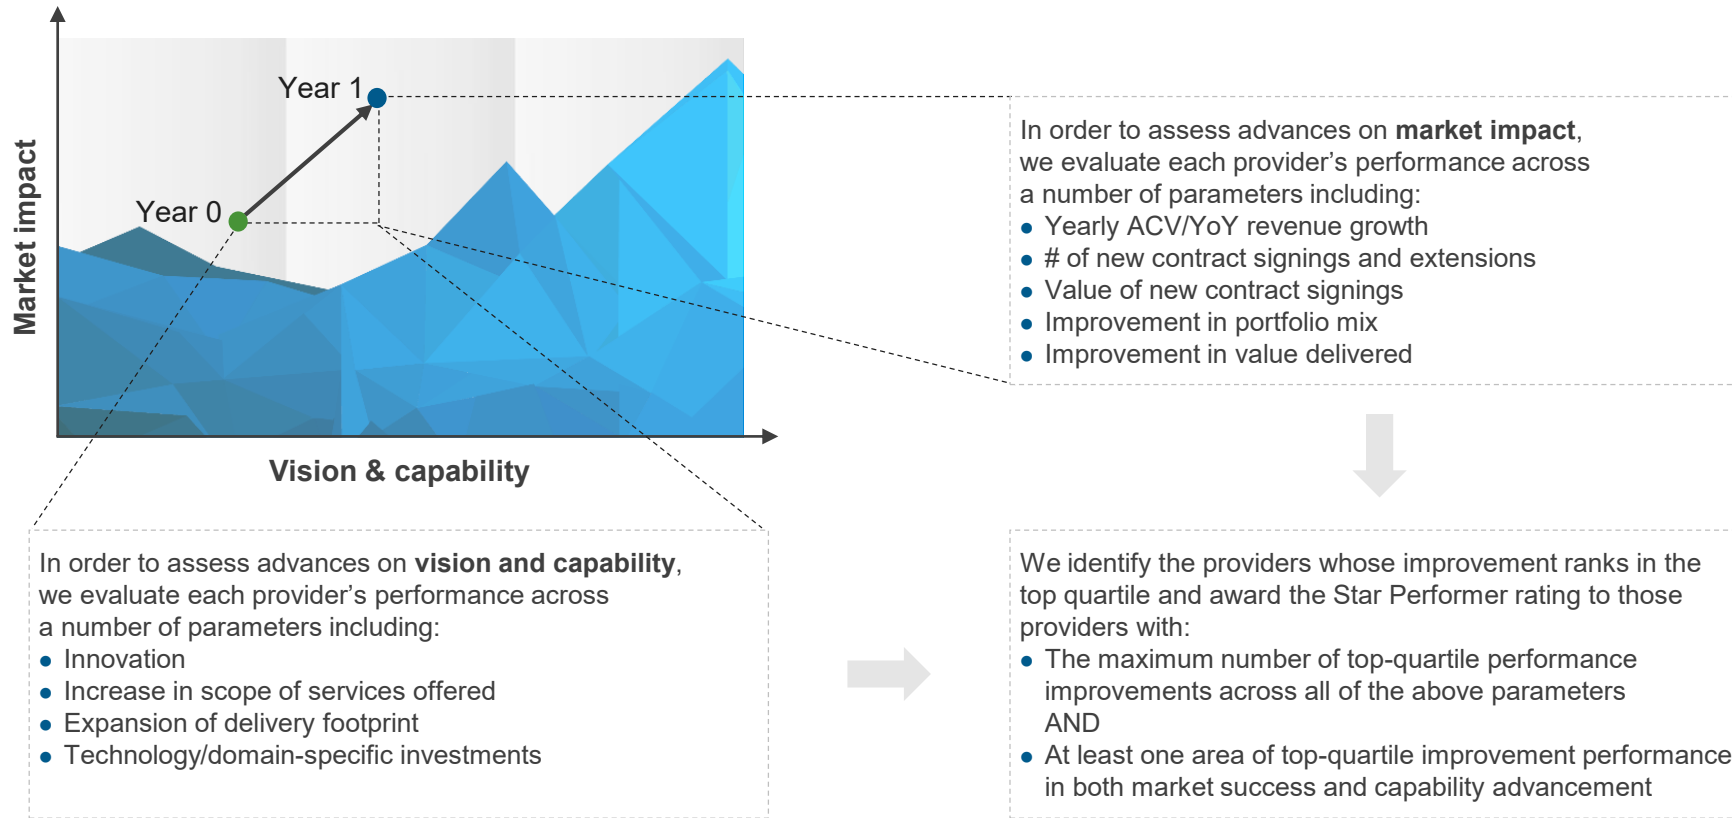 Market impact
Year 1
Year 0
Vision & capability
In order to assess advances on market impact,
we evaluate each provider’s performance across
a number of parameters including:
● Yearly ACV/YoY revenue growth
● # of new contract signings and extensions
● Value of new contract signings
● Improvement in portfolio mix
● Improvement in value delivered
In order to assess advances on vision and capability,
we evaluate each provider’s performance across
a number of parameters including:
● Innovation
● Increase in scope of services offered
● Expansion of delivery footprint
● Technology/domain-specific investments
We identify the providers whose improvement ranks in the
top quartile and award the Star Performer rating to those
providers with:
● The maximum number of top-quartile performance
improvements across all of the above parameters
AND
● At least one area of top-quartile improvement performance
in both market success and capability advancement